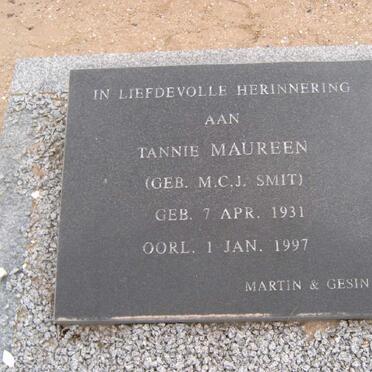 IN LIEFDEVOLLE HERINNERING
AAN
TANNIE MAUREEN
(GEB. M.C.J. SMIT)
GEB. 7 APR. 1931
OORL. 1 JAN. 1997
MARTIN & GESIN